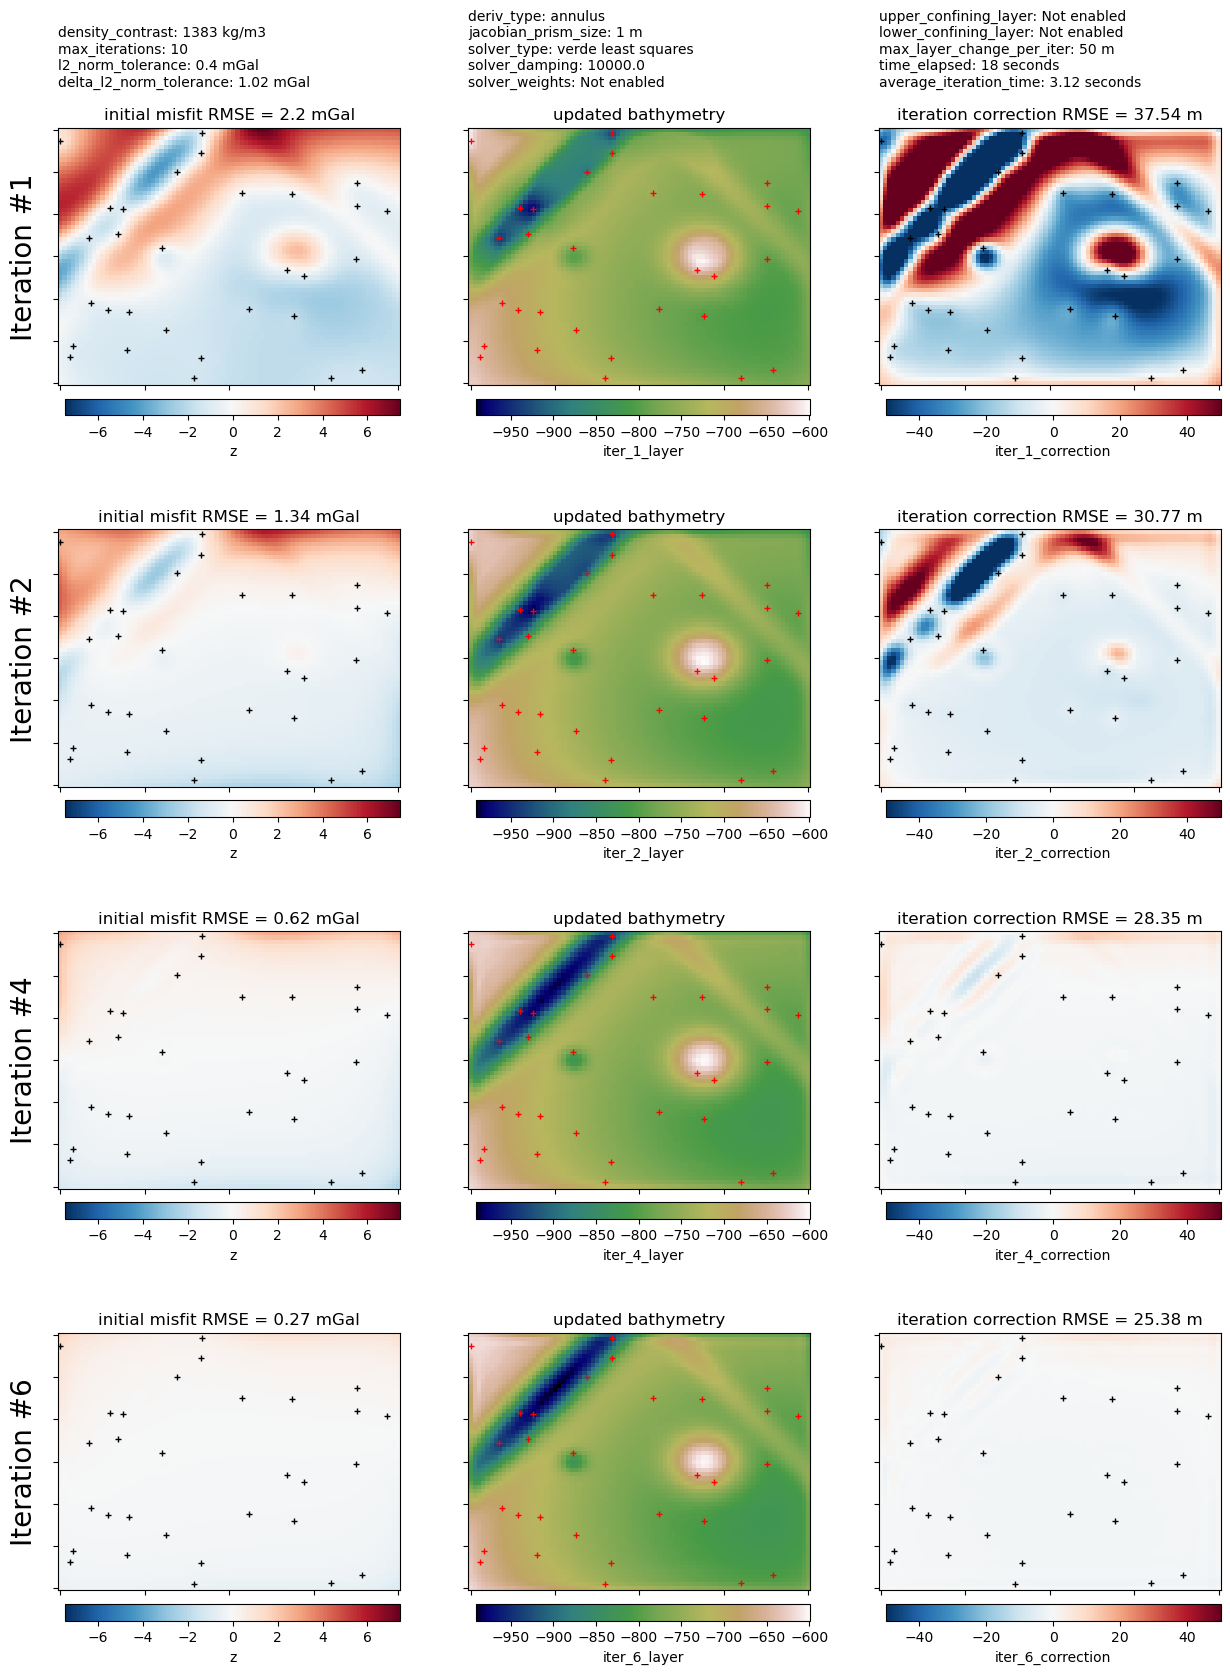 density_contrast: 1383 kg/m3
max_iterations: 10
l2_norm_tolerance: 0.4 mGal
delta_l2_norm_tolerance: 1.02 mGal
deriv_type: annulus
jacobian_prism_size: 1 m
solver_type: verde least squares
solver_damping: 10000.0
solver_weights: Not enabled
upper_confining_layer: Not enabled
lower_confining_layer: Not enabled
max_layer_change_per_iter: 50 m
time_elapsed: 18 seconds
average_iteration_time: 3.12 seconds
Iteration #1
initial misfit RMSE = 2.2 mGal
−6 −4 −2 0 2 4 6
z
updated bathymetry
−950 −900 −850 −800 −750 −700 −650 −600
iter_1_layer
iteration correction RMSE = 37.54 m
−40 −20 0 20 40
iter_1_correction
Iteration #2
initial misfit RMSE = 1.34 mGal
−6 −4 −2 0 2 4 6
z
updated bathymetry
−950 −900 −850 −800 −750 −700 −650 −600
iter_2_layer
iteration correction RMSE = 30.77 m
−40 −20 0 20 40
iter_2_correction
Iteration #4
initial misfit RMSE = 0.62 mGal
−6 −4 −2 0 2 4 6
z
updated bathymetry
−950 −900 −850 −800 −750 −700 −650 −600
iter_4_layer
iteration correction RMSE = 28.35 m
−40 −20 0 20 40
iter_4_correction
Iteration #6
initial misfit RMSE = 0.27 mGal
−6 −4 −2 0 2 4 6
z
updated bathymetry
−950 −900 −850 −800 −750 −700 −650 −600
iter_6_layer
iteration correction RMSE = 25.38 m
−40 −20 0 20 40
iter_6_correction